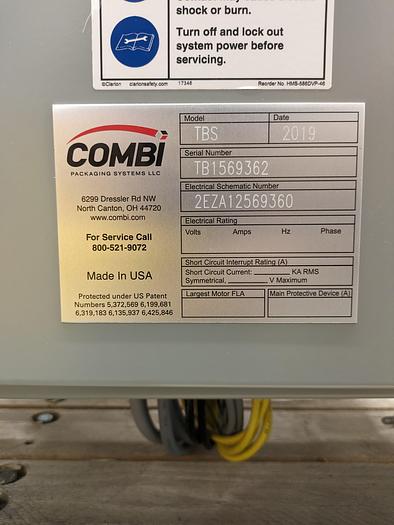 shock or burn.
Turn off and lock out
system power before
servicing.
©Clarion clarionsafety.com 17346 Reorder No. HMS-586DVP-46
COMBI
PACKAGING SYSTEMS LLC
6299 Dressler Rd NW
North Canton, OH 44720
www.combi.com
For Service Call
800-521-9072
Made In USA
Protected under US Patent
Numbers 5,372,569 6,199,681
6,319,183 6,135,937 6,425,846
Model Date
TBS 2019
Serial Number
TB1569362
Electrical Schematic Number
2EZA12569360
Electrical Rating
Volts Amps Hz Phase
Short Circuit Interrupt Rating (A)
Short Circuit Current: ________ KA RMS
Symmetrical, ________ V Maximum
Largest Motor FLA Main Protective Device (A)